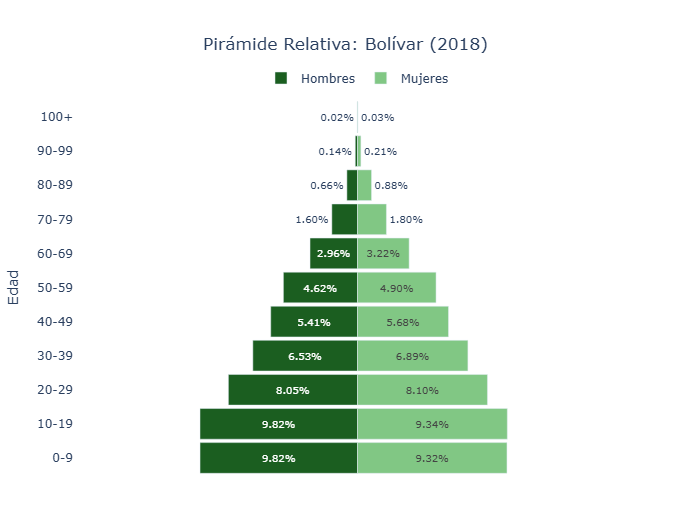 Pirámide Relativa: Bolívar (2018)
Hombres Mujeres
100+ 0.02% 0.03%
90-99 0.14% 0.21%
80-89 0.66% 0.88%
70-79 1.60% 1.80%
60-69 2.96% 3.22%
50-59 4.62% 4.90%
40-49 5.41% 5.68%
30-39 6.53% 6.89%
20-29 8.05% 8.10%
10-19 9.82% 9.34%
0-9 9.82% 9.32%
Edad